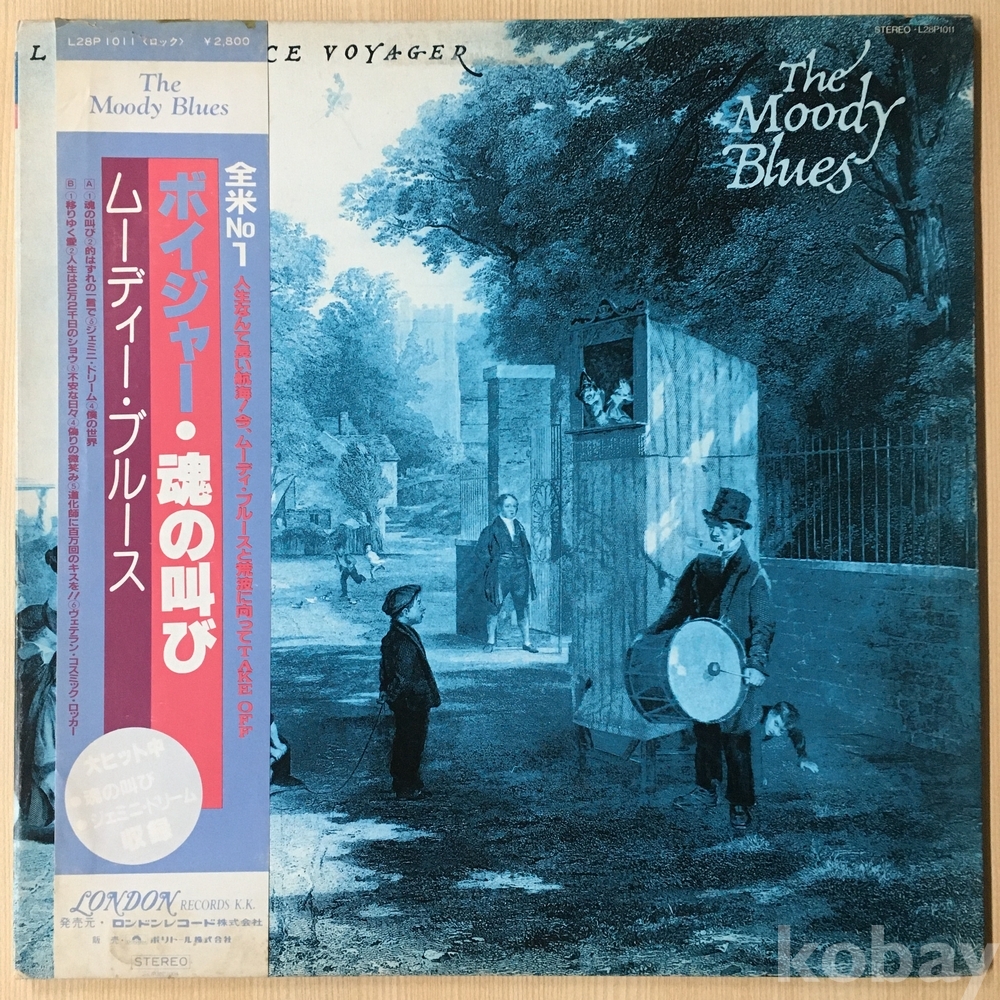 L28P1011〈ロック〉 ¥2,800
The
Moody Blues
全米No1
人生なんて長い航海!今、ムーディ・ブルースと荒波に向ってTAKE OFF
ボイジャー・魂の叫び
ムーディー・ブルース
A ①魂の叫び②的はずれの一言で③ジェミニ・ドリーム④僕の世界
B ①移りゆく愛②人生は2万2千日のショウ③不安な日々④偽りの微笑み⑤道化師に百万回のキスを!!⑥ヴェテラン・コスミック・ロッカー
大ヒット中
魂の叫び
ジェミニ・ドリーム
収録
LONDON RECORDS K.K.
発売元・ロンドンレコード株式会社
販売・ポリドール株式会社
STEREO
L
CE VOYAGER
STEREO・L28P1011
The
Moody
Blues
kobay